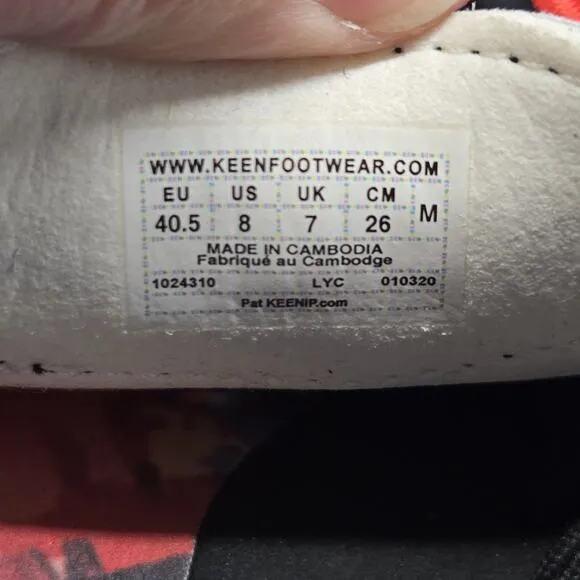 WWW.KEENFOOTWEAR.COM
EU US UK CM
40.5 8 7 26 M
MADE IN CAMBODIA
Fabriqué au Cambodge
1024310 LYC 010320
Pat KEENIP.com